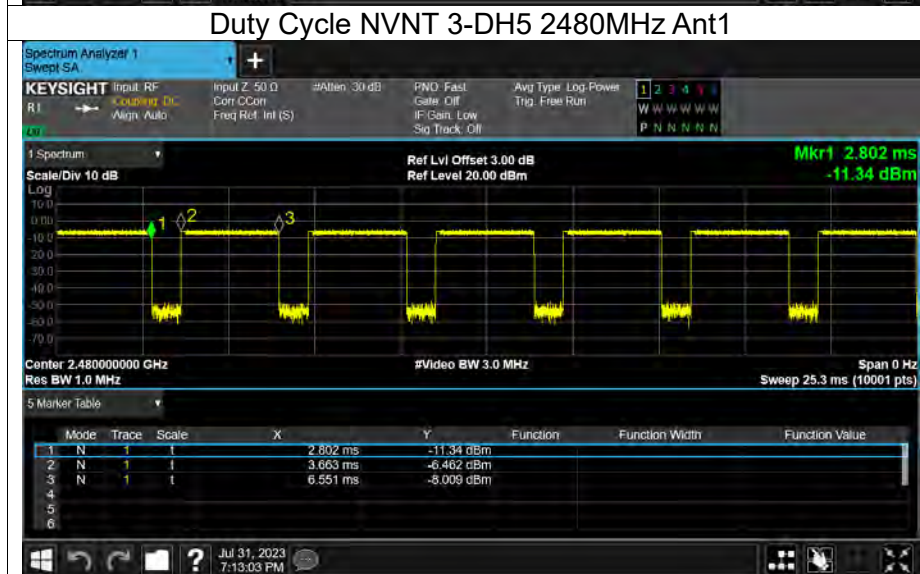 Duty Cycle NVNT 3-DH5 2480MHz Ant1
Spectrum Analyzer 1
Swept SA
+
KEYSIGHT Input: RF Input Z: 50 Ω #Atten: 30 dB PNO: Fast Avg Type: Log-Power 1 2 3 4 5 6
R L Coupling: DC Corr CCorr Gate: Off Trig: Free Run W W W W W W
Align: Auto Freq Ref: Int (S) IF Gain: Low
Sig Track: Off P N N N N N
1 Spectrum Ref Lvl Offset 3.00 dB Mkr1 2.802 ms
Scale/Div 10 dB Ref Level 20.00 dBm -11.34 dBm
Log
10.0
0.00
1 2 3
-10.0
-20.0
-30.0
-40.0
-50.0
-60.0
-70.0
Center 2.480000000 GHz #Video BW 3.0 MHz Span 0 Hz
Res BW 1.0 MHz Sweep 25.3 ms (10001 pts)
5 Marker Table
Mode Trace Scale X Y Function Function Width Function Value
1 N 1 t 2.802 ms -11.34 dBm
2 N 1 t 3.663 ms -6.462 dBm
3 N 1 t 6.551 ms -8.009 dBm
4
5
6
? Jul 31, 2023
7:13:03 PM